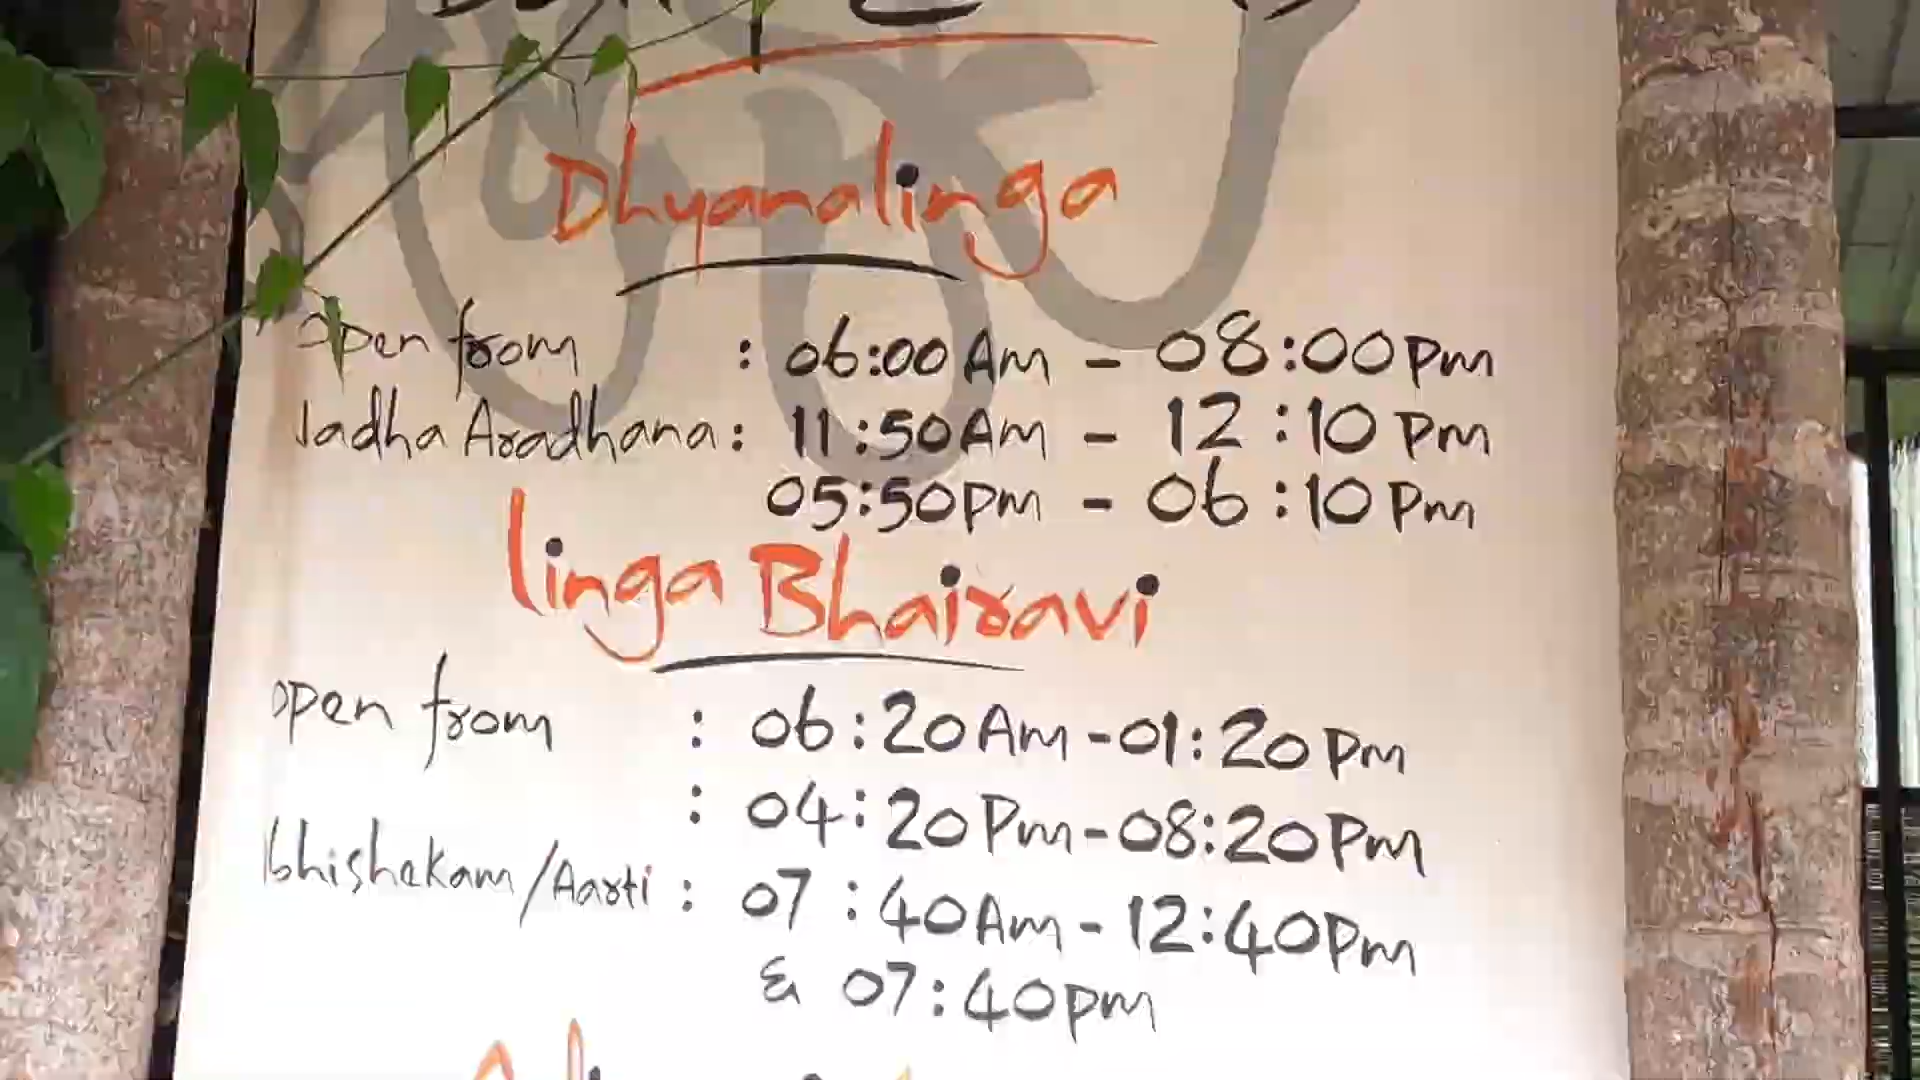 Dhyanalinga
Open from : 06:00 Am - 08:00 Pm
Nadha Aradhana : 11:50 Am - 12:10 Pm
05:50 Pm - 06:10 Pm
Linga Bhairavi
Open from : 06:20 Am - 01:20 Pm
: 04:20 Pm - 08:20 Pm
Abhishekam/Aarti : 07:40 Am - 12:40 Pm
& 07:40 pm